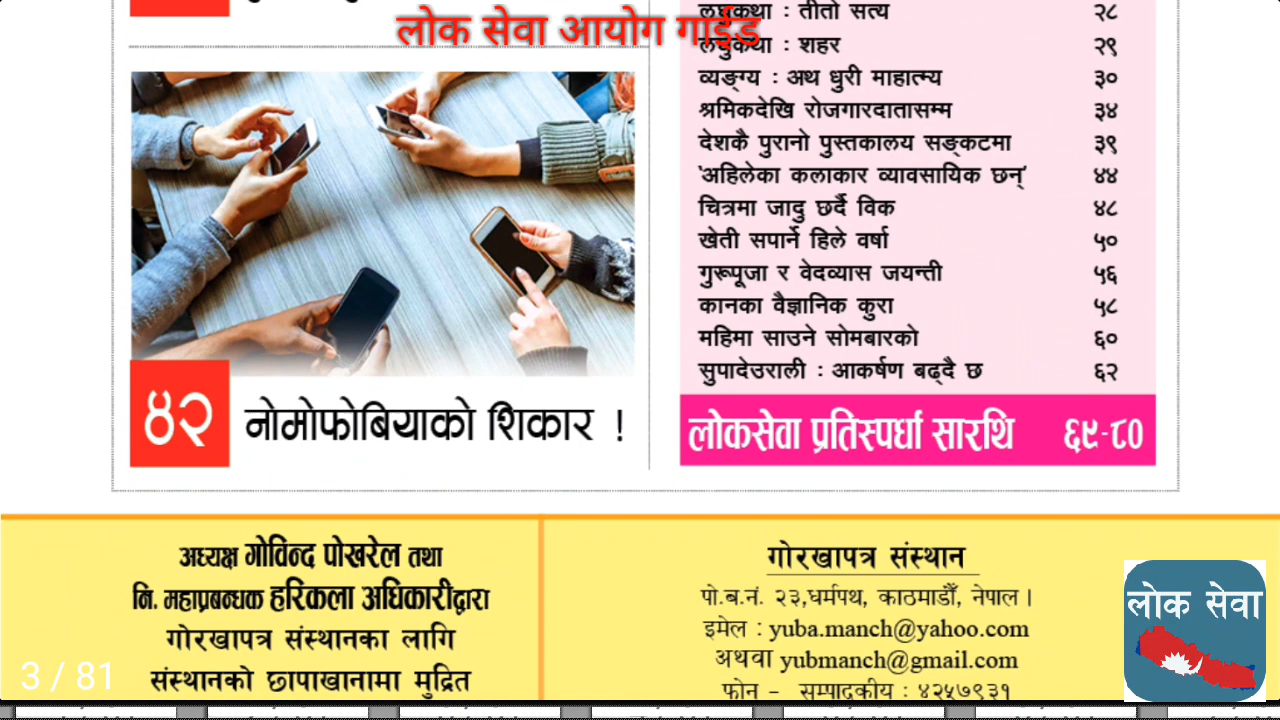 लोक सेवा आयोग गाईड
लघुकथा : तीतो सत्य २८
लघुकथा : शहर २९
व्यङ्ग्य : अथ धुरी माहात्म्य ३०
श्रमिकदेखि रोजगारदातासम्म ३४
देशकै पुरानो पुस्तकालय सङ्कटमा ३९
'अहिलेका कलाकार व्यावसायिक छन्' ४४
चित्रमा जादु छर्दै विक ४८
खेती सपार्ने हिले वर्षा ५०
गुरूपूजा र वेदव्यास जयन्ती ५६
कानका वैज्ञानिक कुरा ५८
महिमा साउने सोमबारको ६०
सुपादेउराली : आकर्षण बढ्दै छ ६२
४२ नोमोफोबियाको शिकार !
लोकसेवा प्रतिस्पर्धा सारथि ६९-८०
अध्यक्ष गोविन्द पोखरेल तथा
नि. महाप्रबन्धक हरिकला अधिकारीद्वारा
गोरखापत्र संस्थानका लागि
संस्थानको छापाखानामा मुद्रित
गोरखापत्र संस्थान
पो.ब.नं. २३,धर्मपथ, काठमाडौँ, नेपाल ।
इमेल : yuba.manch@yahoo.com
अथवा yubmanch@gmail.com
फोन - सम्पादकीय : ४२५७९३१
लोक सेवा
3 / 81